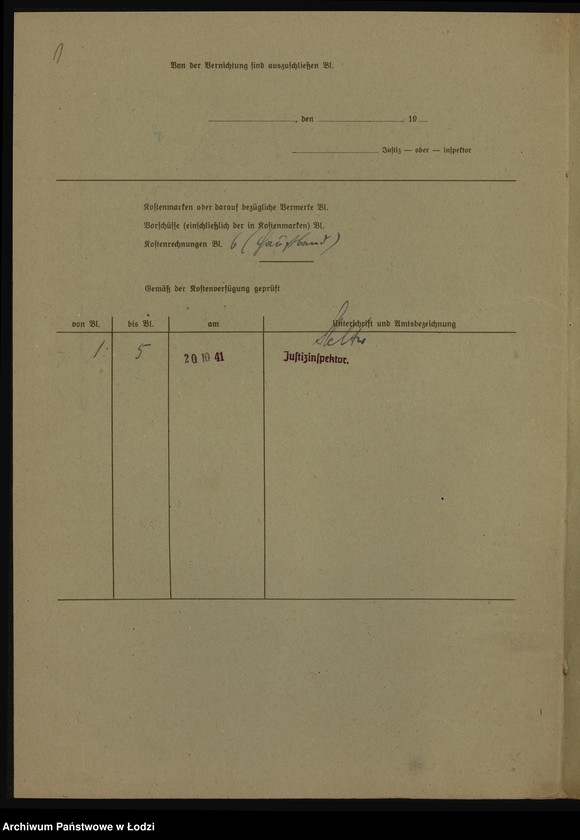 Von der Vernichtung sind auszuschließen Bl.
, den 19
Justiz — ober — inspektor
Kostenmarken oder darauf bezügliche Vermerke Bl.
Vorschüsse (einschließlich der in Kostenmarken) Bl.
Kostenrechnungen Bl. 6 (Hauptband)
Gemäß der Kostenverfügung geprüft
von Bl. bis Bl. am Unterschrift und Amtsbezeichnung
1 5 20 10 41 Justizinspektor.
Archiwum Państwowe w Łodzi